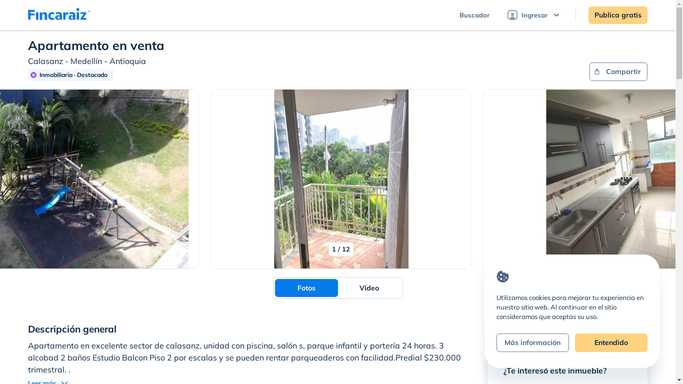 Fincaraiz
Buscador
Ingresar
Publica gratis
Apartamento en venta
Calasanz - Medellín - Antioquia
Inmobiliaria · Destacado
Compartir
1 / 12
Fotos
Video
Descripción general
Apartamento en excelente sector de calasanz, unidad con piscina, salón s, parque infantil y portería 24 horas. 3
alcobad 2 baños Estudio Balcon Piso 2 por escalas y se pueden rentar parqueaderos con facilidad.Predial $230.000
trimestral. .
Leer más
Utilizamos cookies para mejorar tu experiencia en
nuestro sitio web. Al continuar en el sitio
consideramos que aceptas su uso.
Más información
Entendido
¿Te interesó este inmueble?